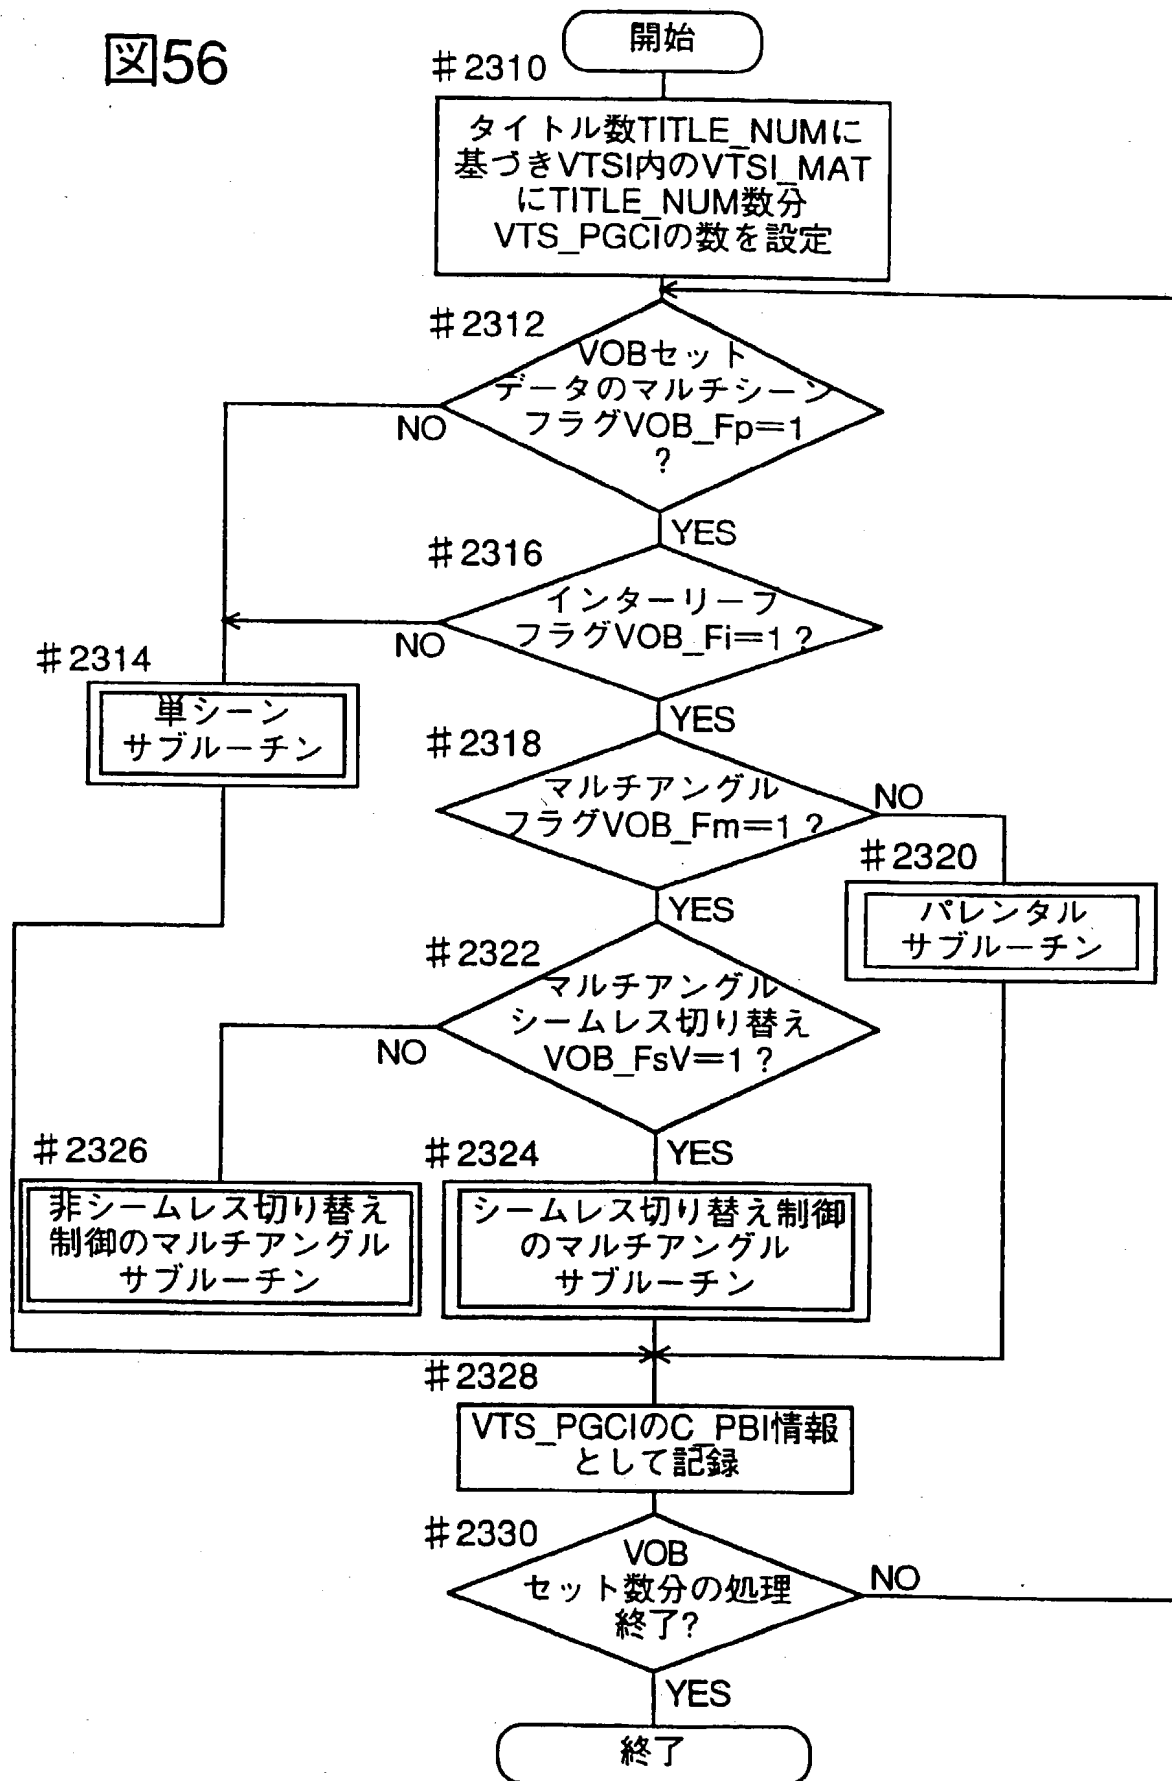 図56
開始
#2310
タイトル数TITLE_NUMに
基づきVTSI内のVTSI_MAT
にTITLE_NUM数分
VTS_PGCIの数を設定
#2312
VOBセット
データのマルチシーン
フラグVOB_Fp=1
?
NO
YES
#2316
インターリーフ
フラグVOB_Fi=1?
NO
YES
#2314
単シーン
サブルーチン
#2318
マルチアングル
フラグVOB_Fm=1?
NO
YES
#2320
パレンタル
サブルーチン
#2322
マルチアングル
シームレス切り替え
VOB_FsV=1?
NO
YES
#2326
非シームレス切り替え
制御のマルチアングル
サブルーチン
#2324
シームレス切り替え制御
のマルチアングル
サブルーチン
#2328
VTS_PGCIのC_PBI情報
として記録
#2330
VOB
セット数分の処理
終了?
NO
YES
終了